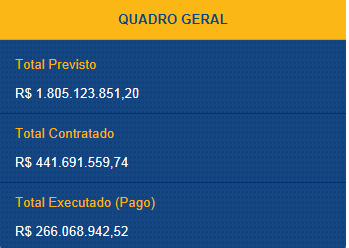 QUADRO GERAL
Total Previsto
R$ 1.805.123.851,20
Total Contratado
R$ 441.691.559,74
Total Executado (Pago)
R$ 266.068.942,52